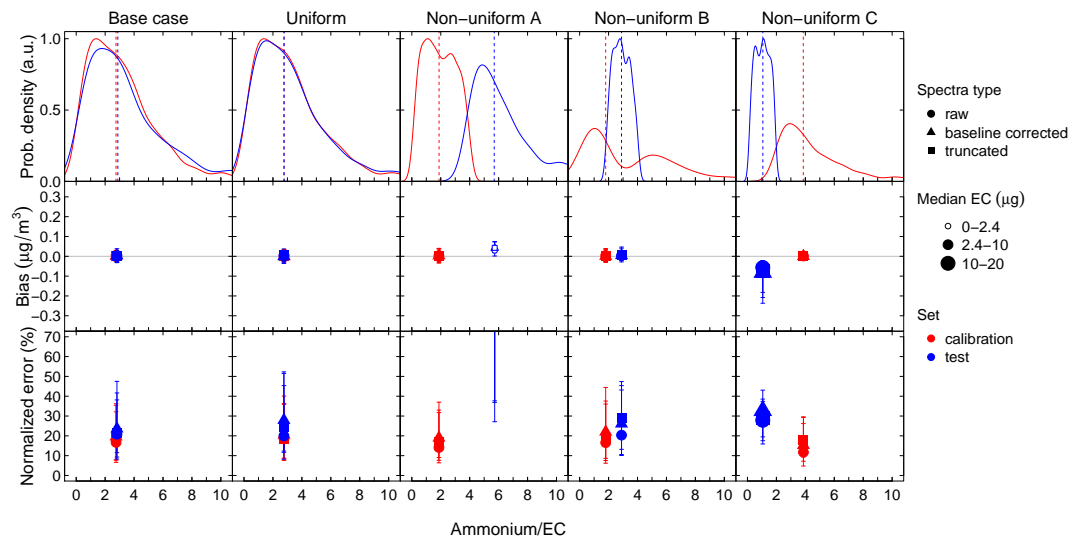 Base case Uniform Non−uniform A Non−uniform B Non−uniform C
Prob. density (a.u.)
1.0
0.5
0.0
Bias (μg/m³)
0.3
0.2
0.1
0.0
−0.1
−0.2
−0.3
Normalized error (%)
70
60
50
40
30
20
10
0
0 2 4 6 8 10 0 2 4 6 8 10 0 2 4 6 8 10 0 2 4 6 8 10 0 2 4 6 8 10
Ammonium/EC
Spectra type
raw
baseline corrected
truncated
Median EC (μg)
0−2.4
2.4−10
10−20
Set
calibration
test